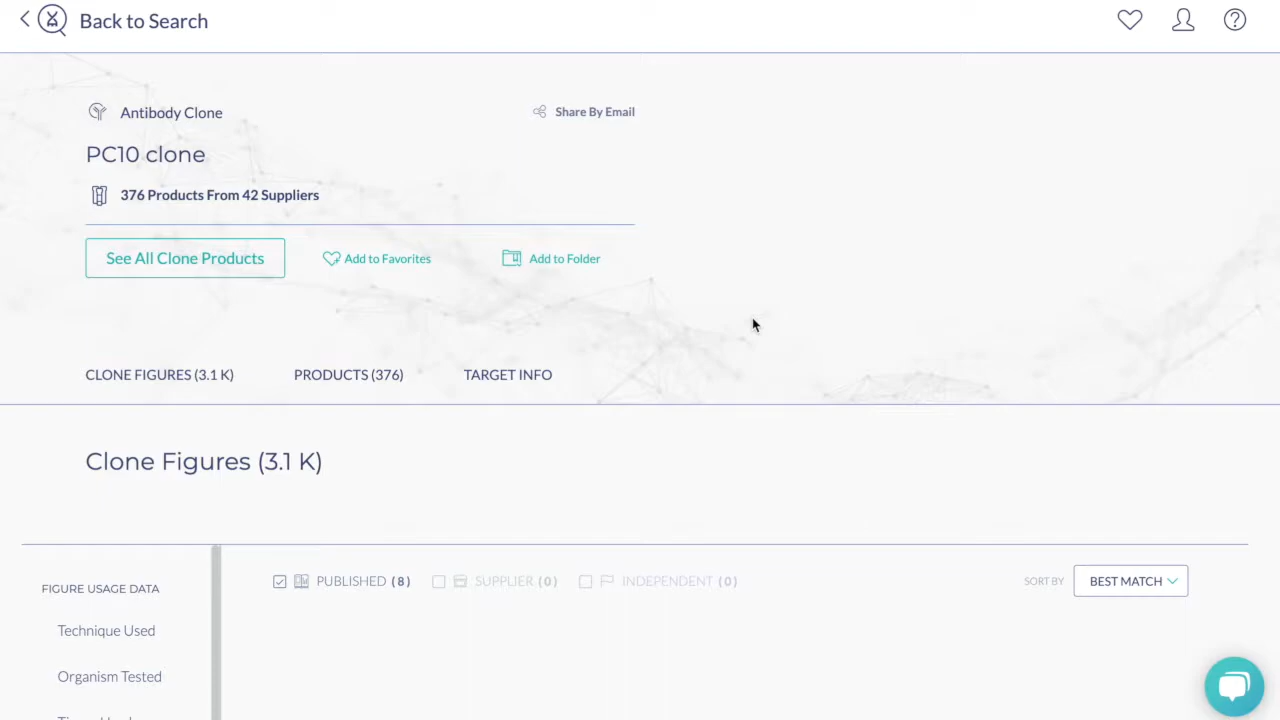 Back to Search
Antibody Clone
Share By Email
PC10 clone
376 Products From 42 Suppliers
See All Clone Products
Add to Favorites
Add to Folder
CLONE FIGURES (3.1 K)
PRODUCTS (376)
TARGET INFO
Clone Figures (3.1 K)
FIGURE USAGE DATA
PUBLISHED (8)
SUPPLIER (0)
INDEPENDENT (0)
SORT BY
BEST MATCH
Technique Used
Organism Tested